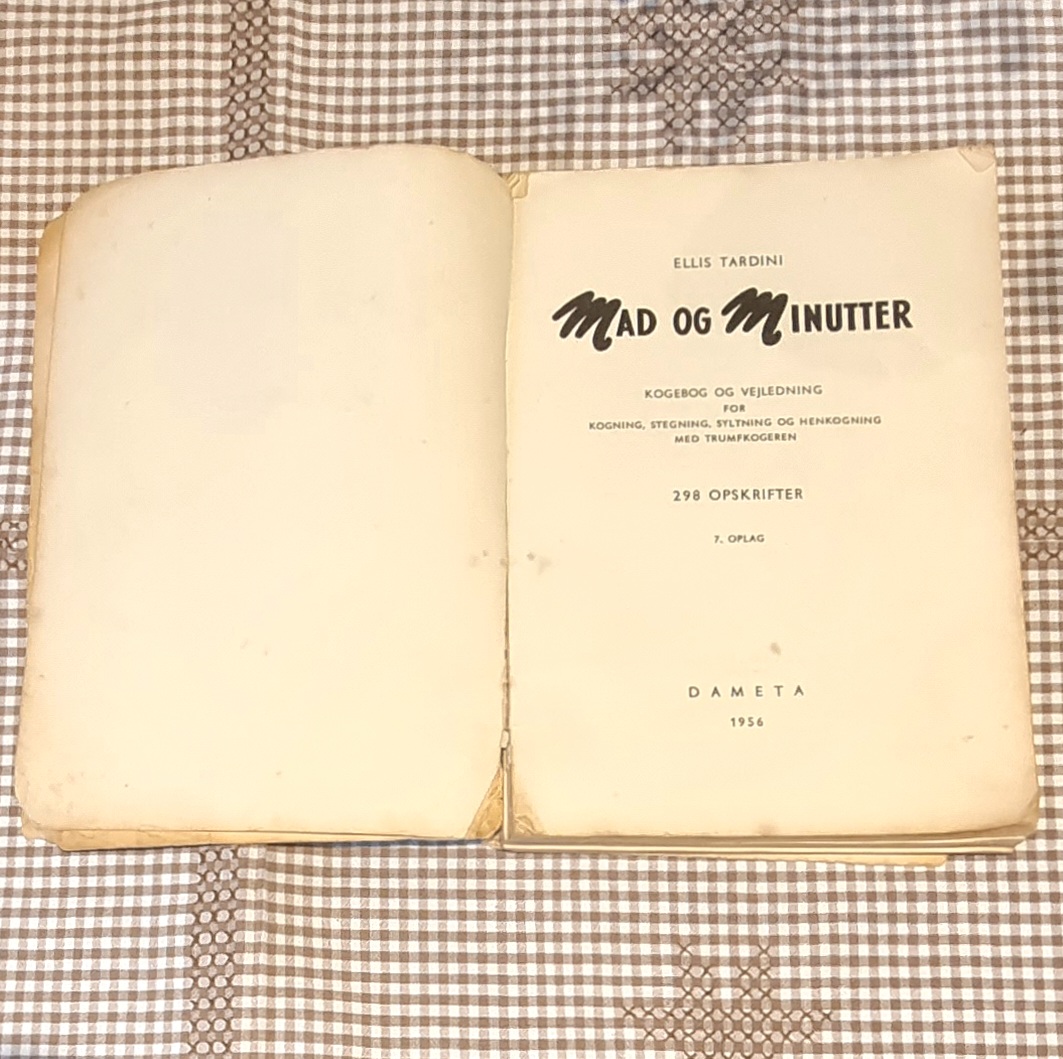 ELLIS TARDINI
MAD OG MINUTTER
KOGEBOG OG VEJLEDNING
FOR
KOGNING, STEGNING, SYLTNING OG HENKOGNING
MED TRUMFKOGEREN
298 OPSKRIFTER
7. OPLAG
DAMETA
1956